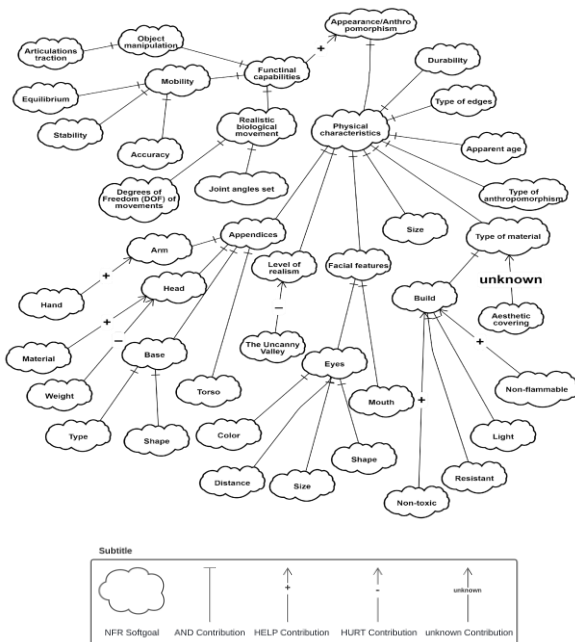 Appearance/Anthro
pomorphism
Object
manipulation
Articulations
traction
Functinal
capabilities
+
Mobility
Durability
Equilibrium
Type of edges
Stability
Realistic
biological
movement
Physical
characteristics
Accuracy
Apparent age
Degrees of
Freedom (DOF) of
movements
Joint angles set
Type of
anthropomorphism
Size
Appendices
Type of material
Arm
Level of
realism
Facial features
+
Head
unknown
Hand
Build
–
+
–
Aesthetic
covering
The Uncanny
Valley
Material
Base
Eyes
+
Weight
Torso
Mouth
Non-flammable
+
Type
Shape
Color
Light
Shape
Distance
Size
Resistant
Non-toxic
Subtitle
+
-
unknown
NFR Softgoal
AND Contribution
HELP Contribution
HURT Contribution
unknown Contribution